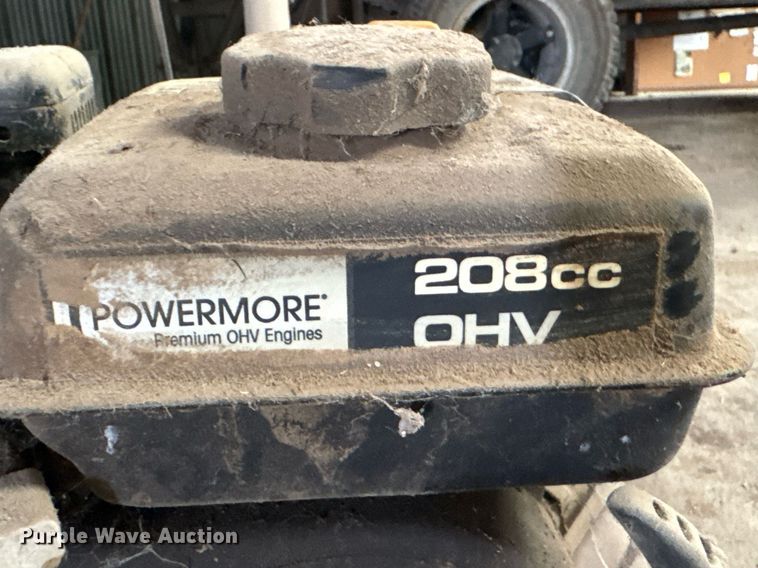 POWERMORE®
Premium OHV Engines
208cc
OHV
Purple Wave Auction®